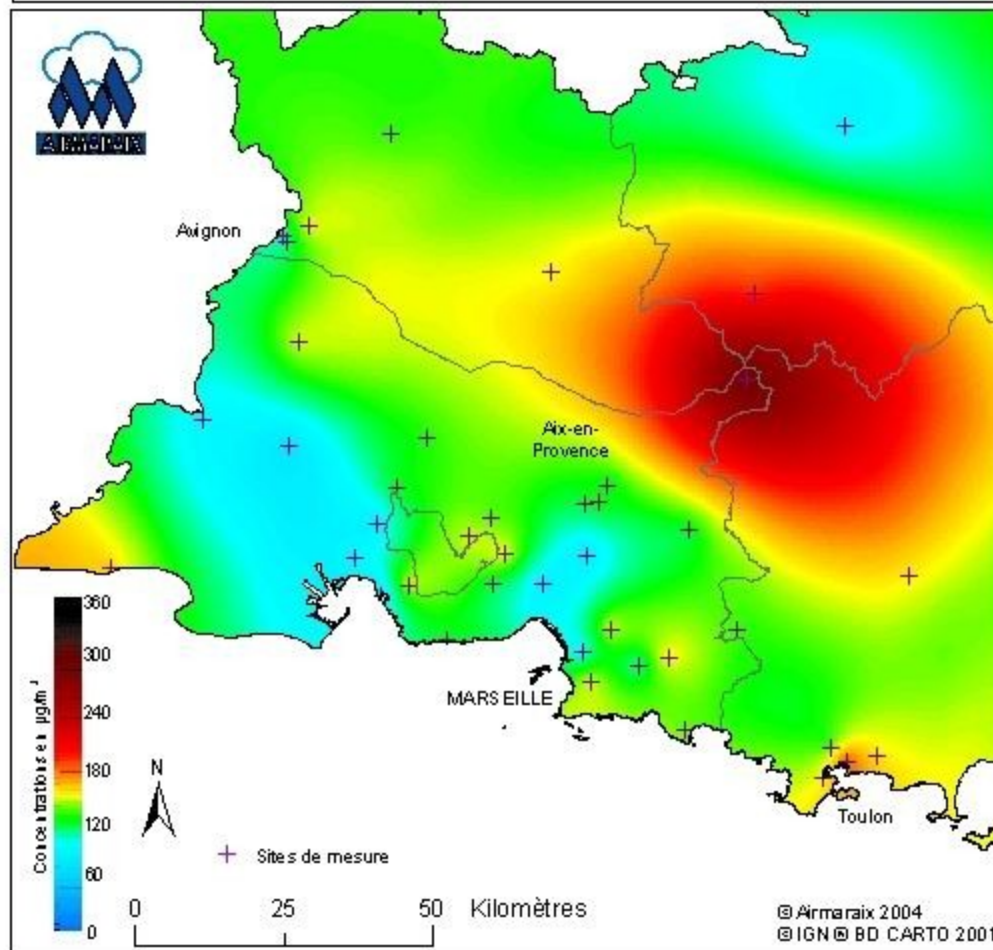 AIRMARAIX
Avignon
Aix-en-
Provence
MARSEILLE
Toulon
Concentrations en µg/m³
360
300
240
180
120
60
0
N
Sites de mesure
0 25 50 Kilomètres
© Airmaraix 2004
© IGN ® BD CARTO 2001